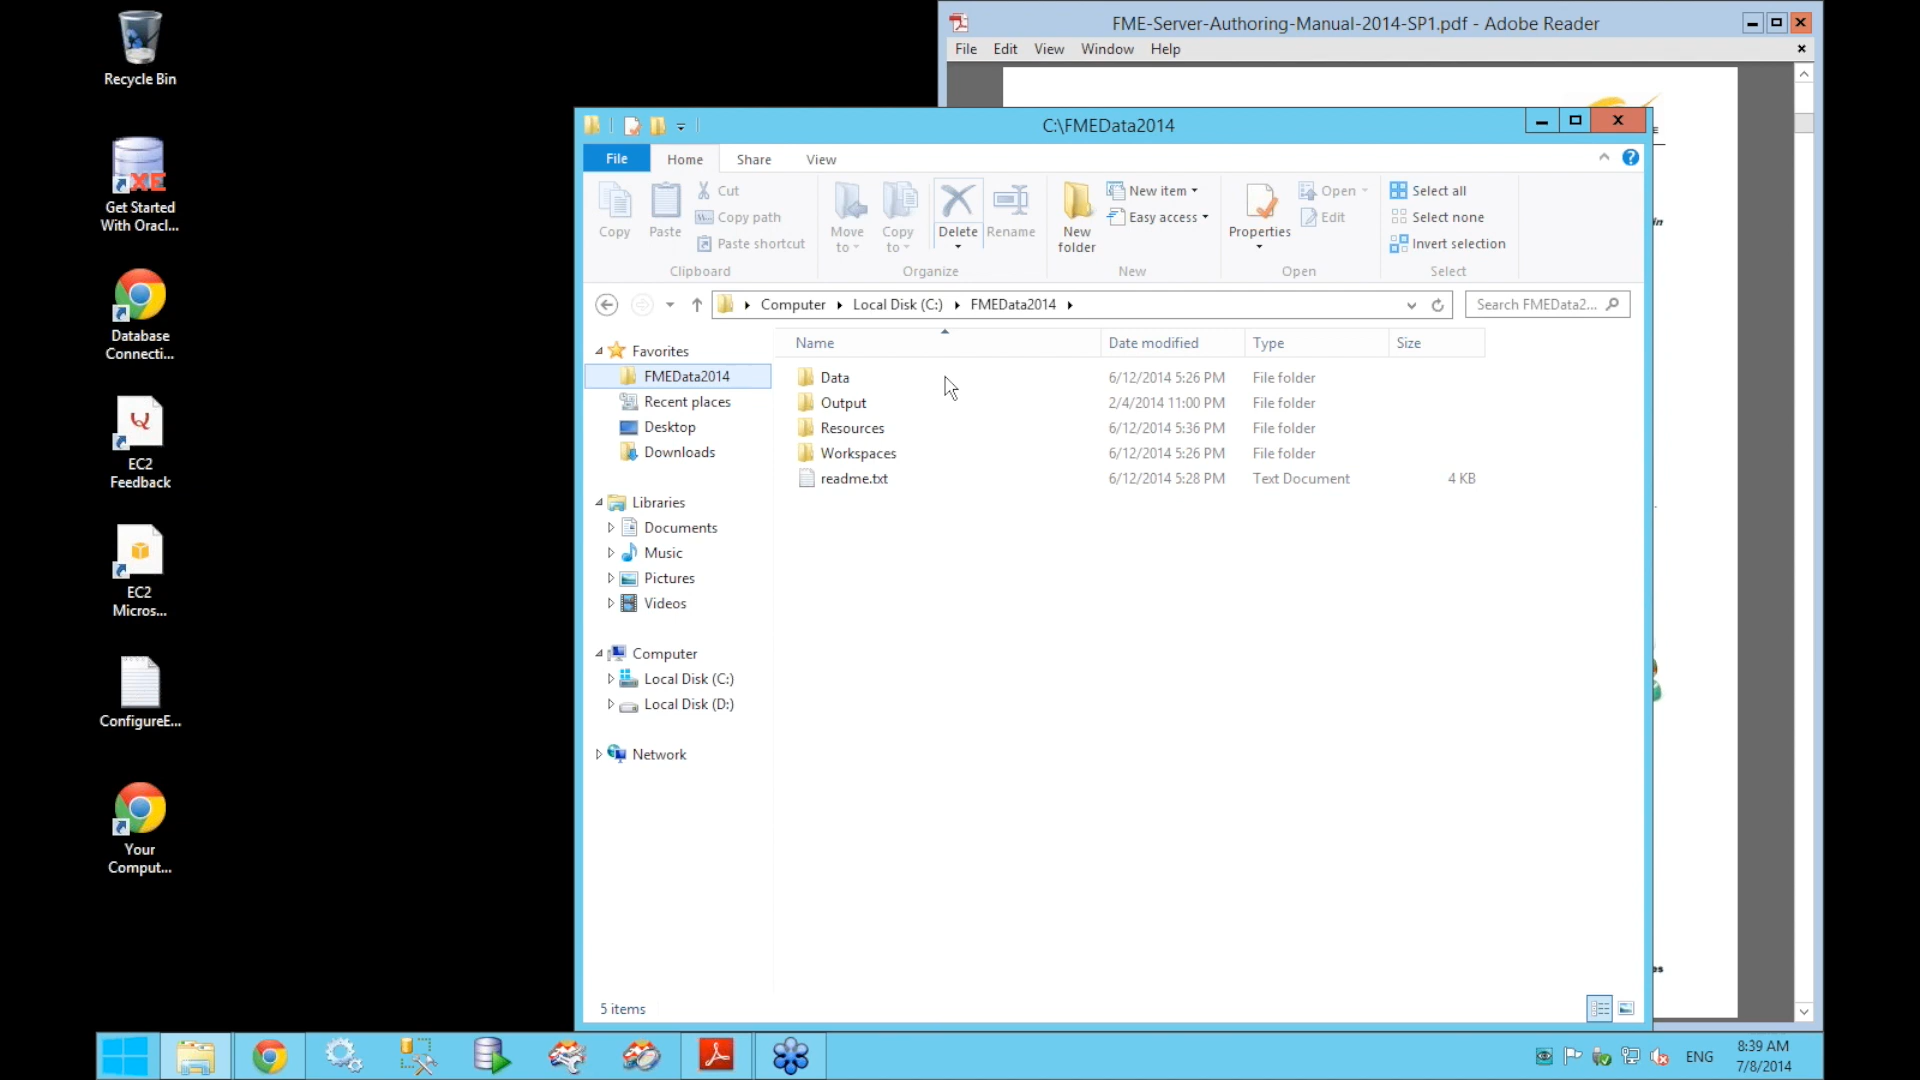 Recycle Bin
Get Started
With Oracl...
Database
Connecti...
EC2
Feedback
EC2
Micros...
ConfigureE...
Your
Comput...
FME-Server-Authoring-Manual-2014-SP1.pdf - Adobe Reader
File Edit View Window Help
C:\FMEData2014
File Home Share View
Copy
Paste
Cut
Copy path
Paste shortcut
Clipboard
Move
to
Copy
to
Delete
Rename
Organize
New
folder
New item
Easy access
New
Properties
Open
Edit
Open
Select all
Select none
Invert selection
Select
Computer Local Disk (C:) FMEData2014
Search FMEData2...
Favorites
FMEData2014
Recent places
Desktop
Downloads
Libraries
Documents
Music
Pictures
Videos
Computer
Local Disk (C:)
Local Disk (D:)
Network
Name Date modified Type Size
Data 6/12/2014 5:26 PM File folder
Output 2/4/2014 11:00 PM File folder
Resources 6/12/2014 5:36 PM File folder
Workspaces 6/12/2014 5:26 PM File folder
readme.txt 6/12/2014 5:28 PM Text Document 4 KB
5 items
XE
ENG
8:39 AM
7/8/2014